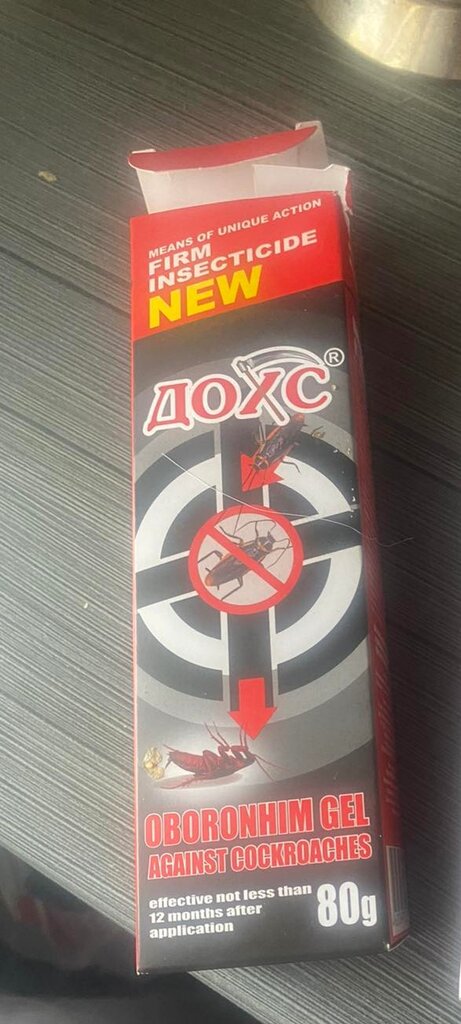 MEANS OF UNIQUE ACTION
FIRM
INSECTICIDE
NEW
ДОХС®
OBORONHIM GEL
AGAINST COCKROACHES
effective not less than
12 months after
application
80g